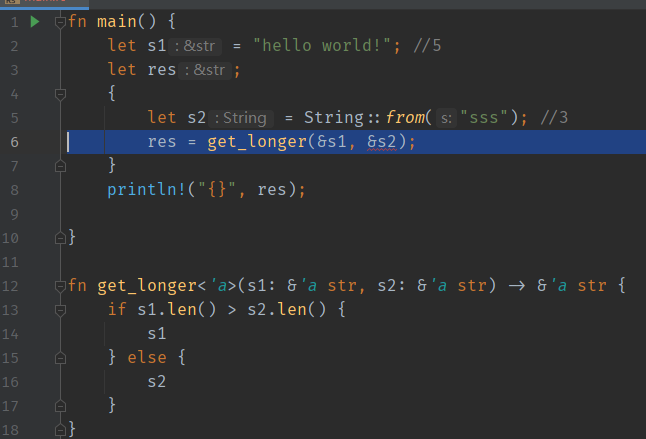 1 fn main() {
2 let s1: &str = "hello world!"; //5
3 let res: &str;
4 {
5 let s2: String = String::from(s: "sss"); //3
6 res = get_longer(&s1, &s2);
7 }
8 println!("{}", res);
9
10 }
11
12 fn get_longer<'a>(s1: &'a str, s2: &'a str) -> &'a str {
13 if s1.len() > s2.len() {
14 s1
15 } else {
16 s2
17 }
18 }